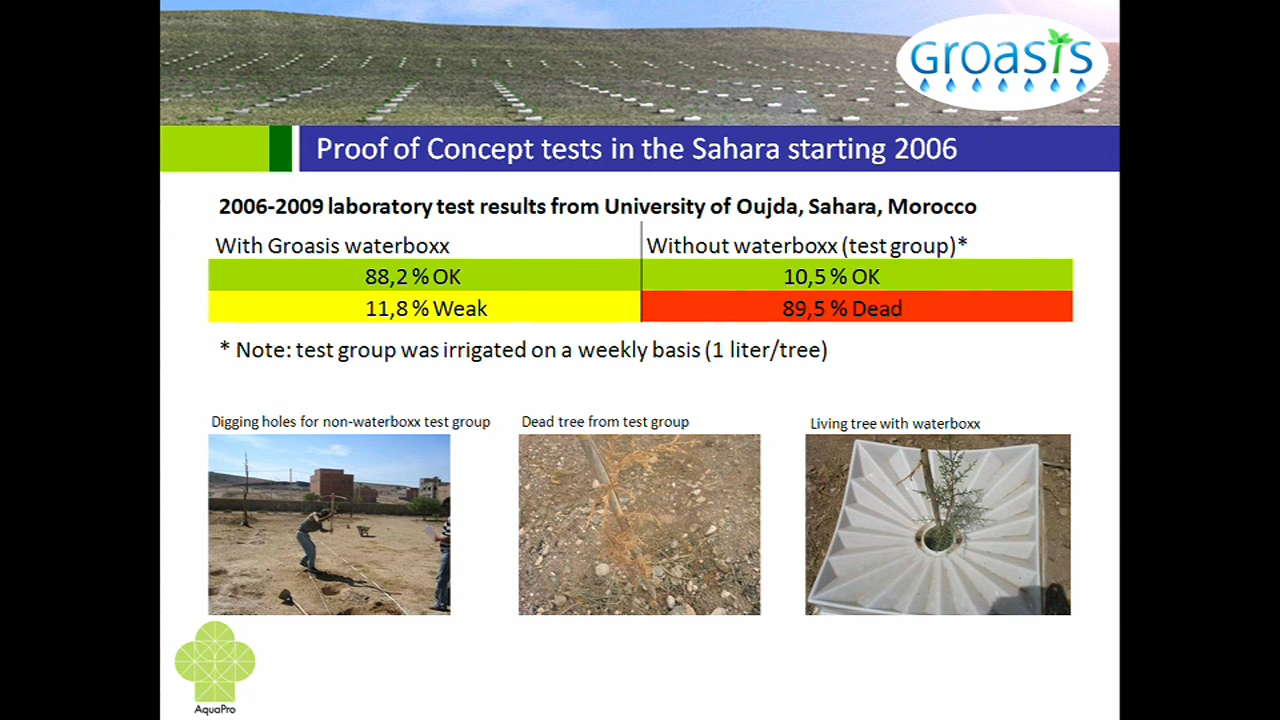 GROASIS
Proof of Concept tests in the Sahara starting 2006
2006-2009 laboratory test results from University of Oujda, Sahara, Morocco
With Groasis waterboxx
Without waterboxx (test group)*
88,2 % OK
10,5 % OK
11,8 % Weak
89,5 % Dead
* Note: test group was irrigated on a weekly basis (1 liter/tree)
Digging holes for non-waterboxx test group
Dead tree from test group
Living tree with waterboxx
AquaPro